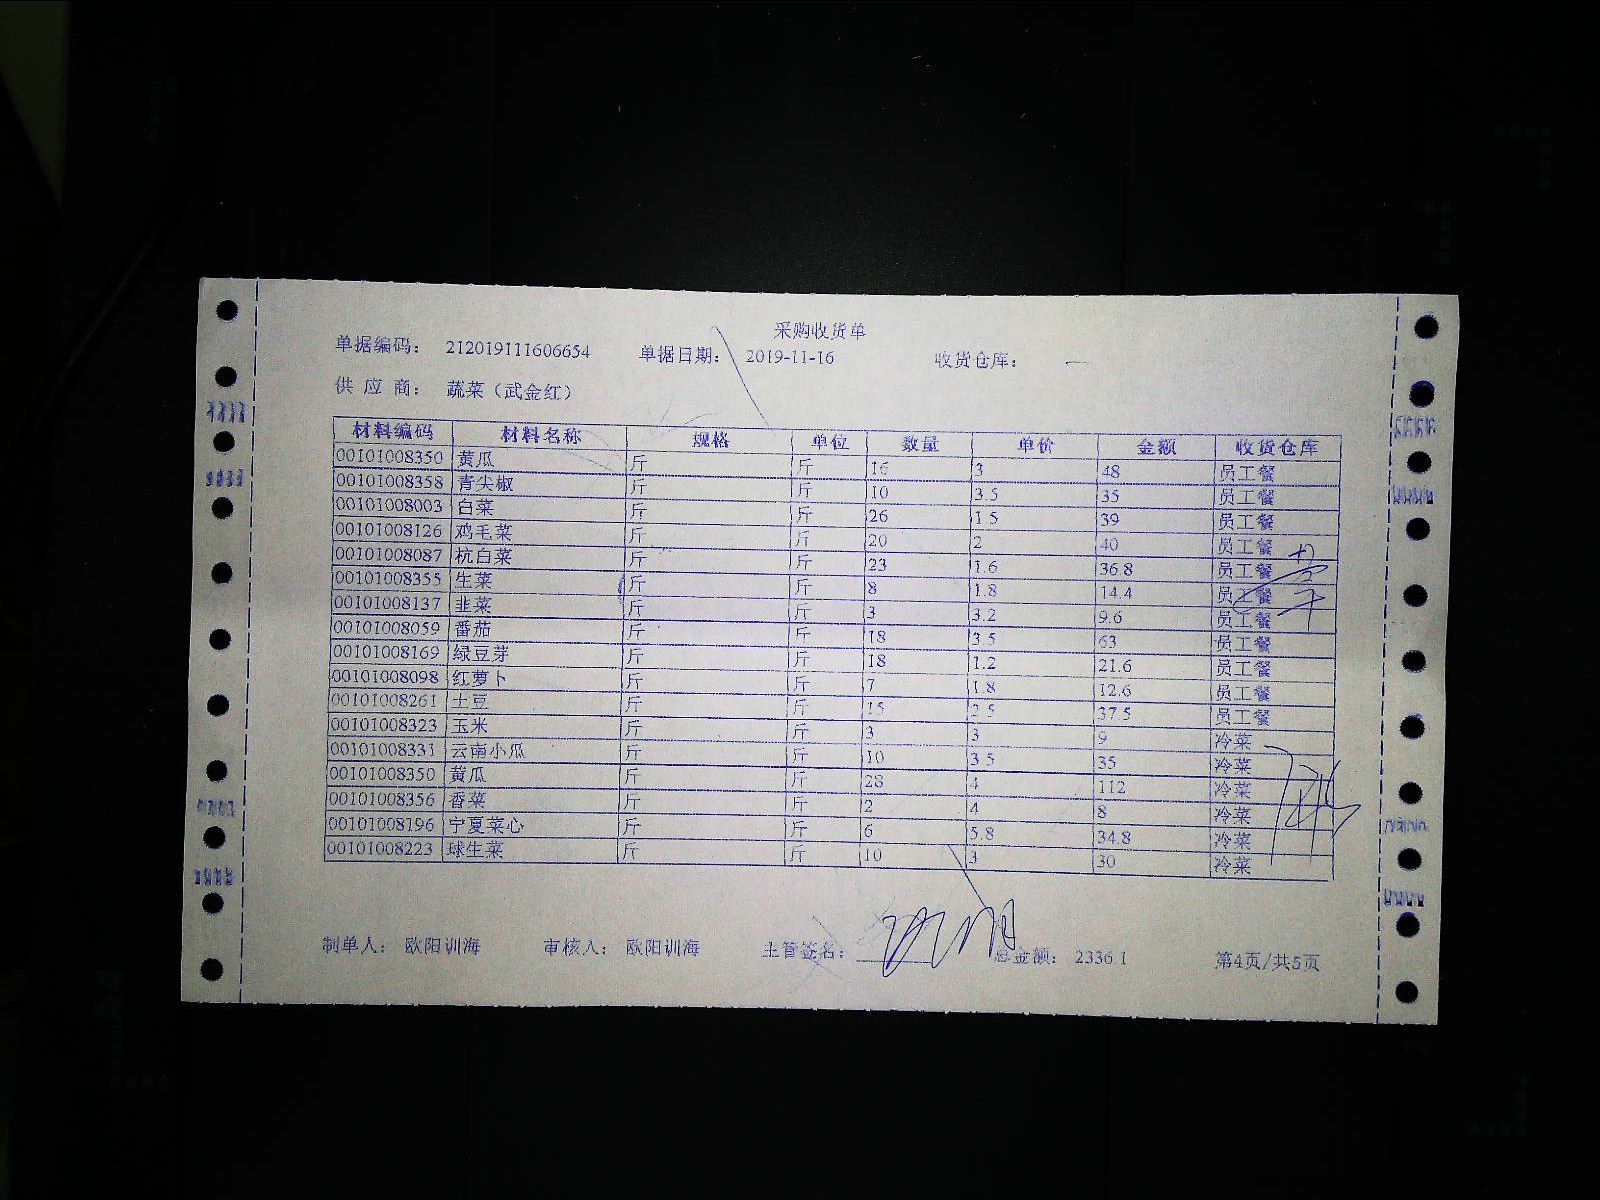 采购收货单
单据编码： 212019111606654 单据日期： 2019-11-16 收货仓库： 一
供 应 商： 蔬菜（武金红）
材料编码 材料名称 规格 单位 数量 单价 金额 收货仓库
00101008350 黄瓜 斤 斤 16 3 48 员工餐
00101008358 青尖椒 斤 斤 10 3.5 35 员工餐
00101008003 白菜 斤 斤 26 1.5 39 员工餐
00101008126 鸡毛菜 斤 斤 20 2 40 员工餐
00101008087 杭白菜 斤 斤 23 1.6 36.8 员工餐
00101008355 生菜 斤 斤 8 1.8 14.4 员工餐
00101008137 韭菜 斤 斤 3 3.2 9.6 员工餐
00101008059 番茄 斤 斤 18 3.5 63 员工餐
00101008169 绿豆芽 斤 斤 18 1.2 21.6 员工餐
00101008098 红萝卜 斤 斤 7 1.8 12.6 员工餐
00101008261 土豆 斤 斤 15 2.5 37.5 员工餐
00101008323 玉米 斤 斤 3 3 9 冷菜
00101008331 云南小瓜 斤 斤 10 3.5 35 冷菜
00101008350 黄瓜 斤 斤 28 4 112 冷菜
00101008356 香菜 斤 斤 2 4 8 冷菜
00101008196 宁夏菜心 斤 斤 6 5.8 34.8 冷菜
00101008223 球生菜 斤 斤 10 3 30 冷菜
制单人： 欧阳训海 审核人： 欧阳训海 主管签名： 总金额： 2336.1 第4页/共5页